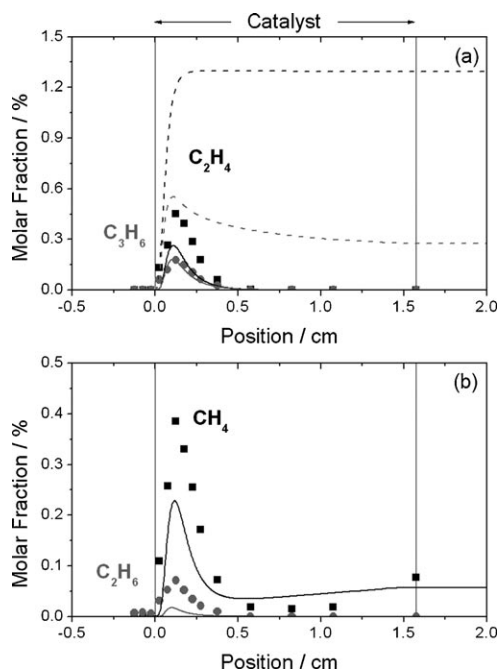 Catalyst
(a)
1.5
1.2
0.9
0.6
0.3
0.0
Molar Fraction / %
C₂H₄
C₃H₆
-0.5 0.0 0.5 1.0 1.5 2.0
Position / cm
(b)
0.5
0.4
0.3
0.2
0.1
0.0
Molar Fraction / %
CH₄
C₂H₆
-0.5 0.0 0.5 1.0 1.5 2.0
Position / cm